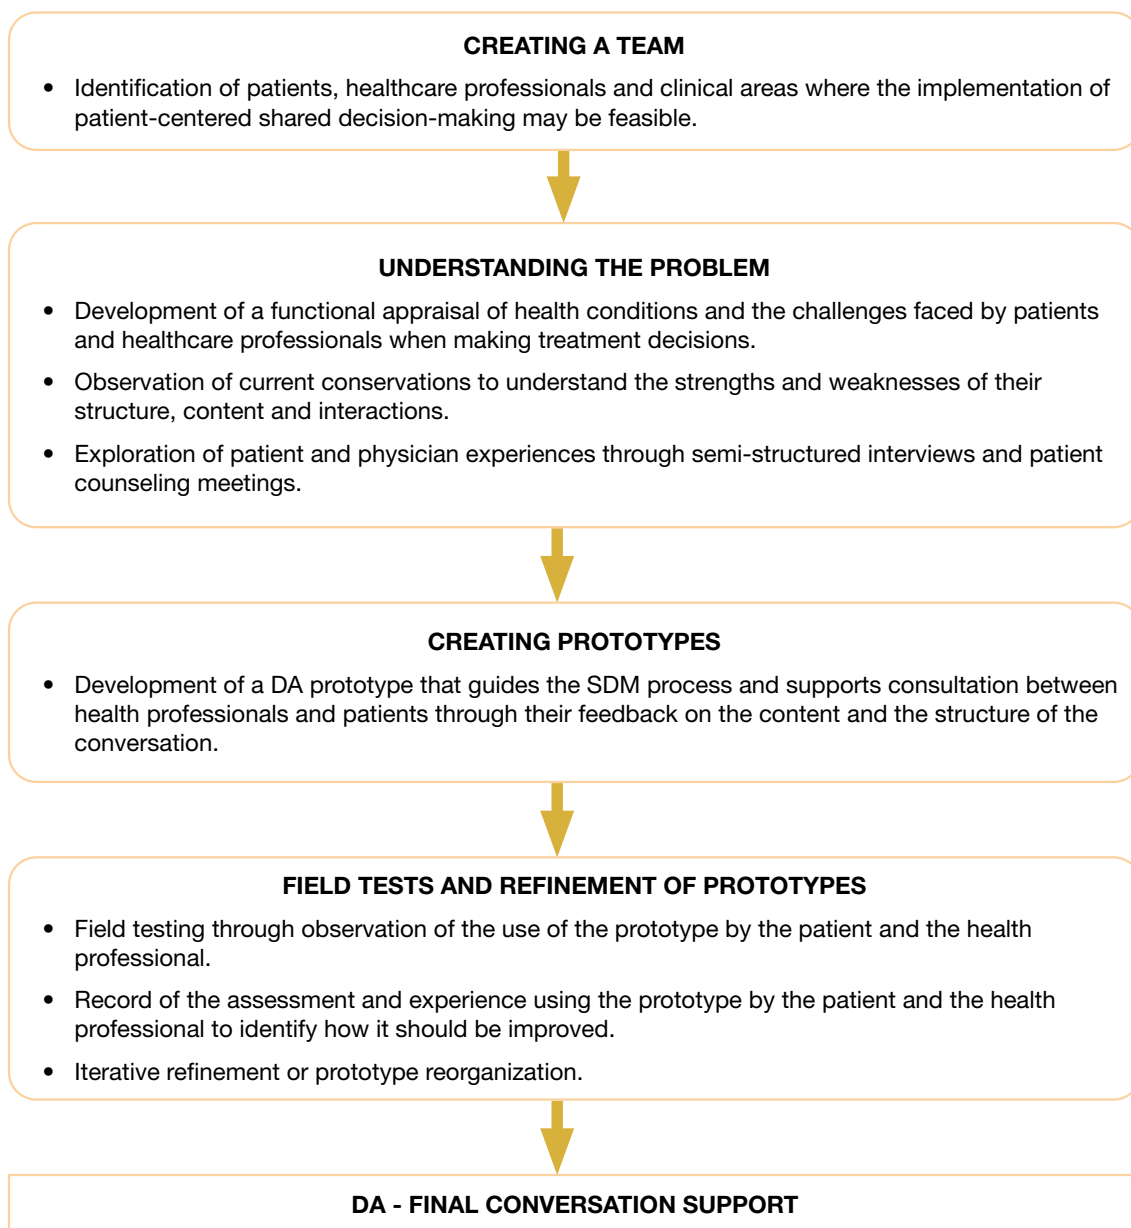 CREATING A TEAM
• Identification of patients, healthcare professionals and clinical areas where the implementation of
patient-centered shared decision-making may be feasible.
UNDERSTANDING THE PROBLEM
• Development of a functional appraisal of health conditions and the challenges faced by patients
and healthcare professionals when making treatment decisions.
• Observation of current conservations to understand the strengths and weaknesses of their
structure, content and interactions.
• Exploration of patient and physician experiences through semi-structured interviews and patient
counseling meetings.
CREATING PROTOTYPES
• Development of a DA prototype that guides the SDM process and supports consultation between
health professionals and patients through their feedback on the content and the structure of the
conversation.
FIELD TESTS AND REFINEMENT OF PROTOTYPES
• Field testing through observation of the use of the prototype by the patient and the health
professional.
• Record of the assessment and experience using the prototype by the patient and the health
professional to identify how it should be improved.
• Iterative refinement or prototype reorganization.
DA - FINAL CONVERSATION SUPPORT